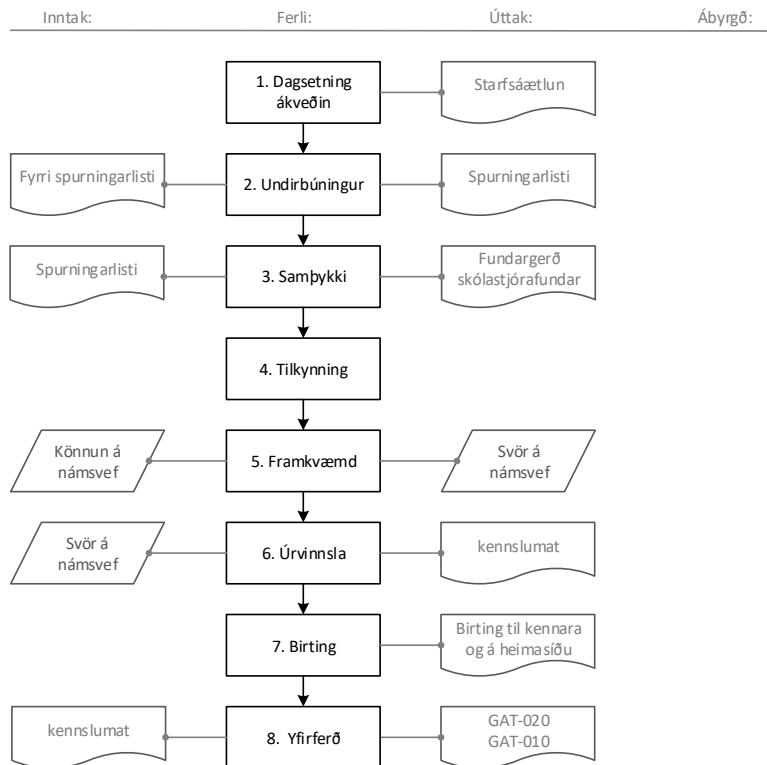 Inntak:
Ferli:
Úttak:
Ábyrgð:
1. Dagsetning
ákveðin
Starfsáætlun
Fyrri spurningarlisti
2. Undirbúningur
Spurningarlisti
Spurningarlisti
3. Samþykki
Fundargerð
skólastjórafundar
4. Tilkynning
Könnun á
námsvef
5. Framkvæmd
Svör á
námsvef
Svör á
námsvef
6. Úrvinnsla
kennslumat
7. Birting
Birting til kennara
og á heimasíðu
kennslumat
8. Yfirferð
GAT-020
GAT-010